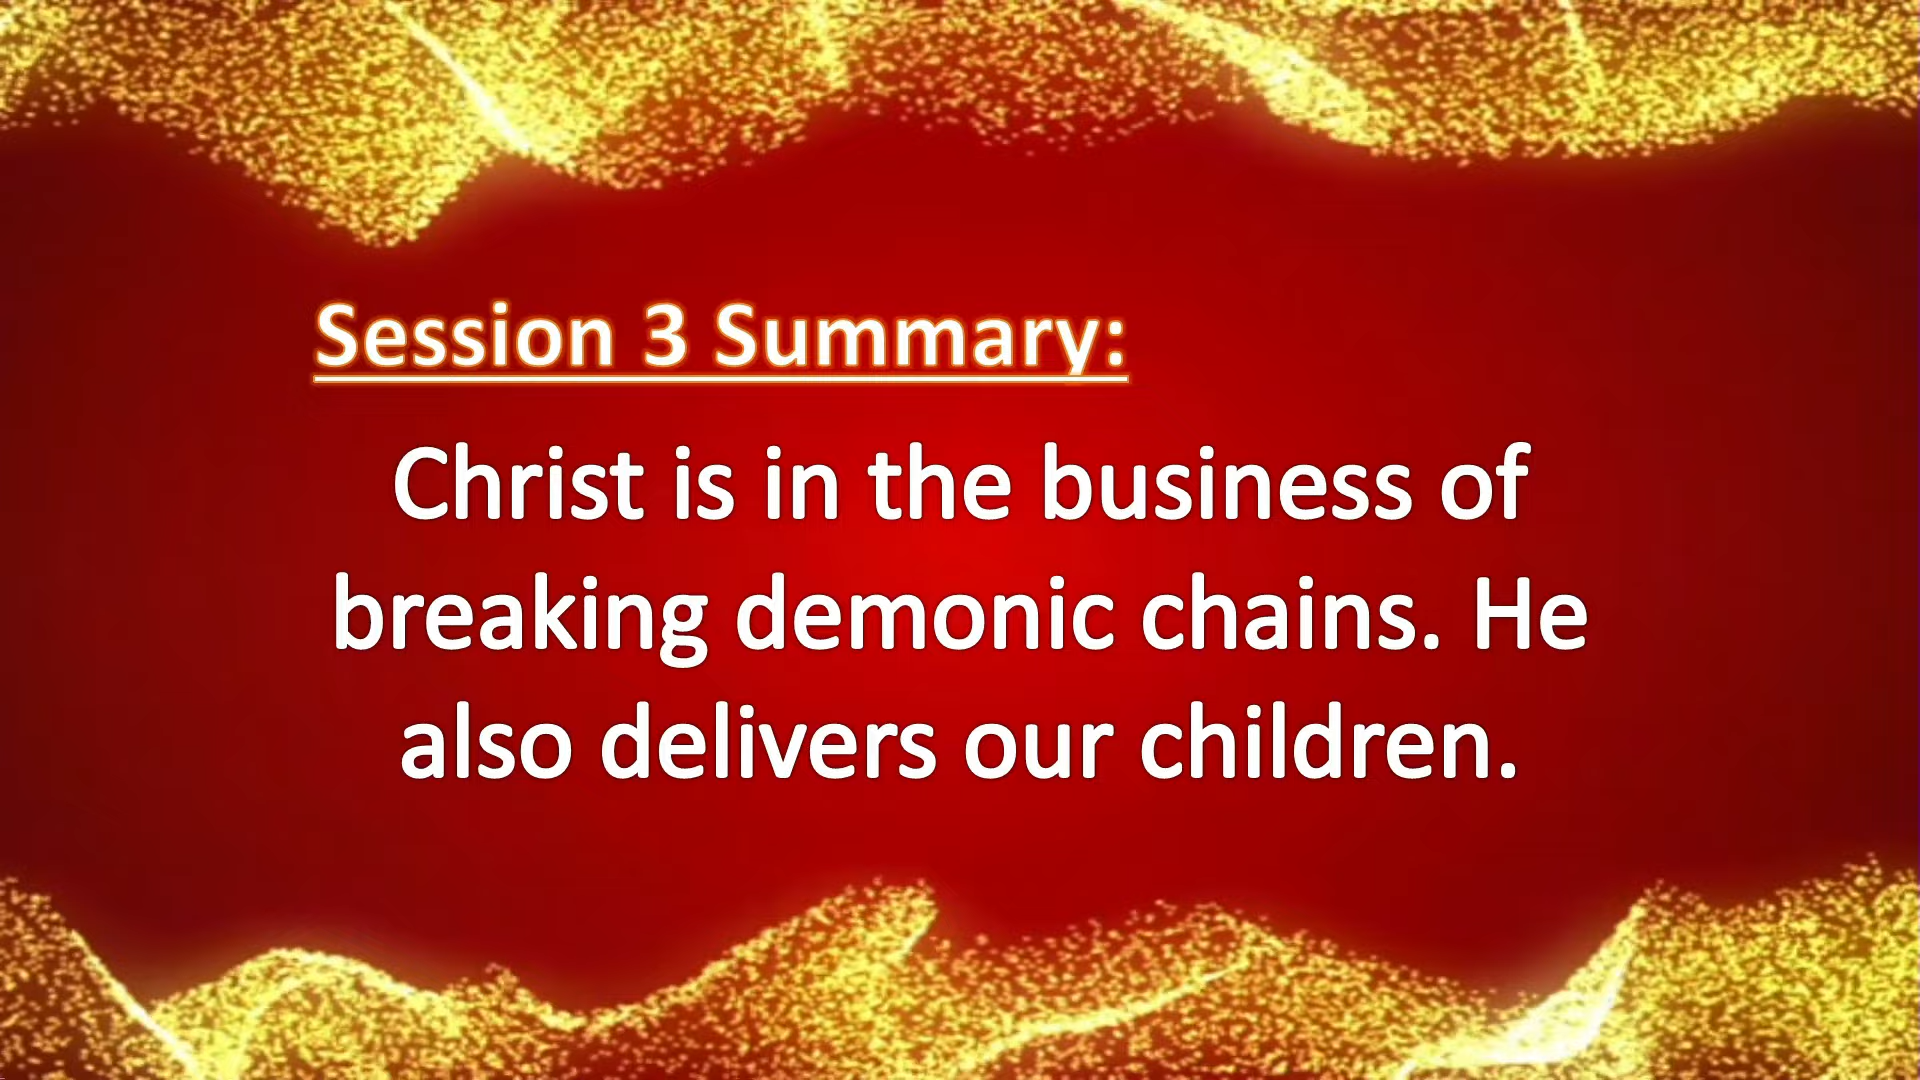 Session 3 Summary:
Christ is in the business of
breaking demonic chains. He
also delivers our children.